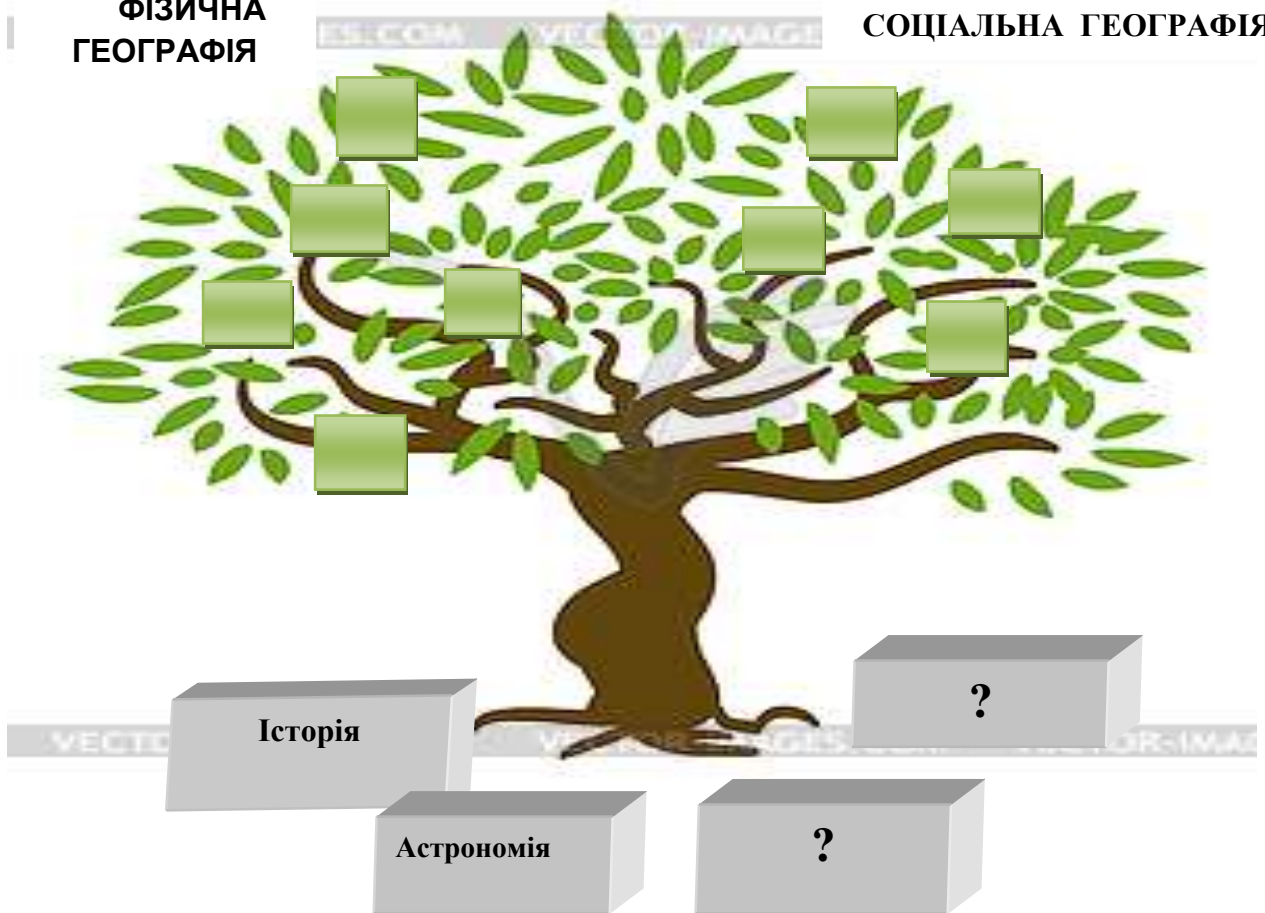 ФІЗИЧНА
ГЕОГРАФІЯ
СОЦІАЛЬНА ГЕОГРАФІЯ
Історія
?
Астрономія
?